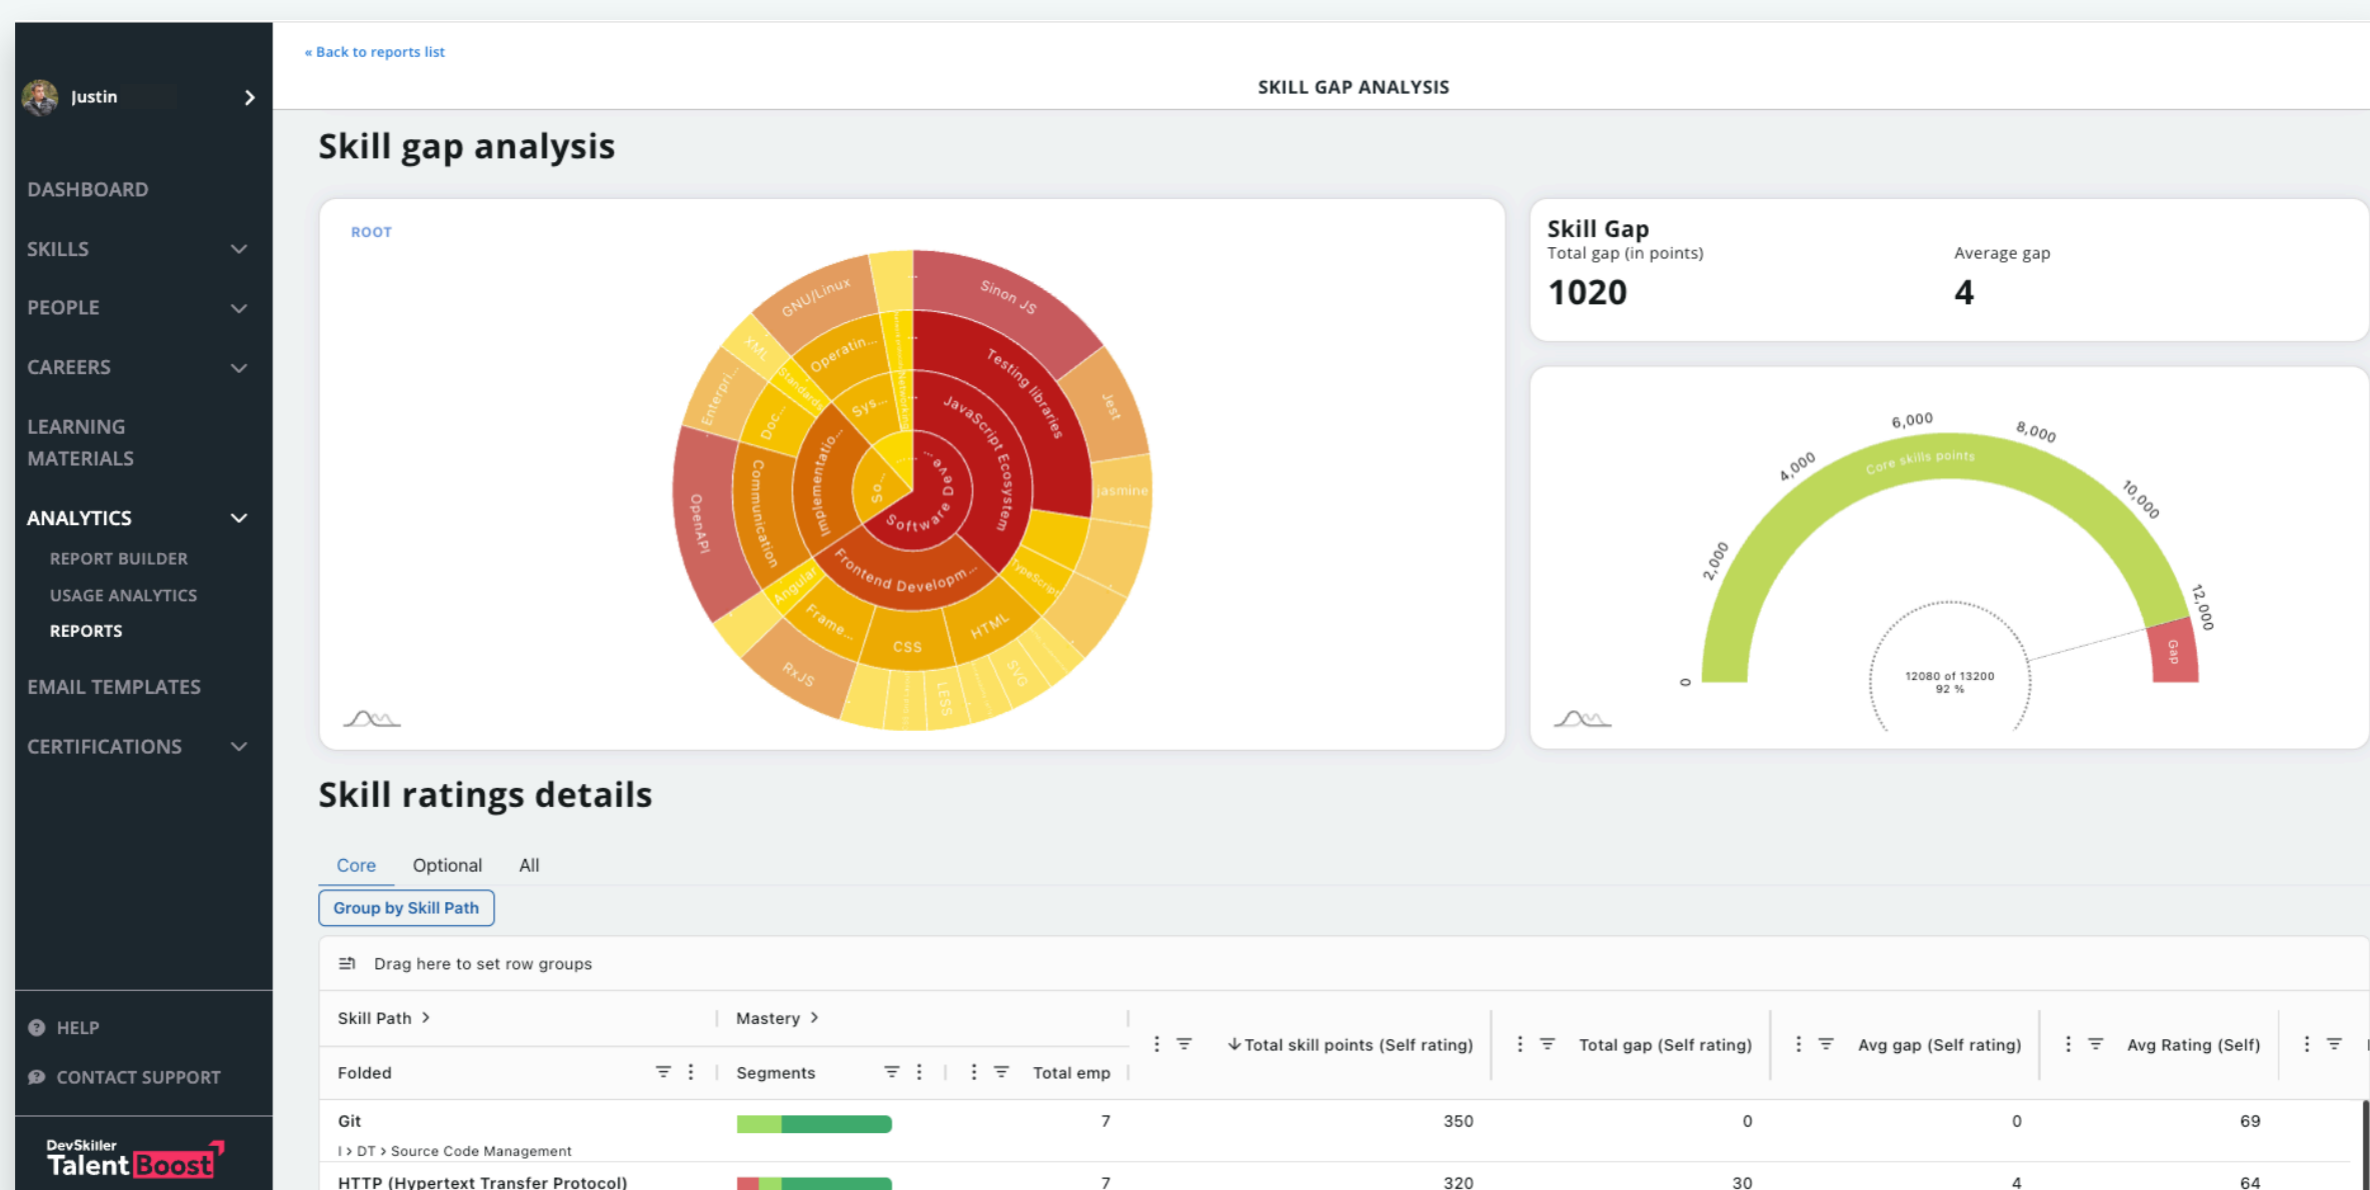 « Back to reports list
SKILL GAP ANALYSIS
Justin
DASHBOARD
SKILLS
PEOPLE
CAREERS
LEARNING
MATERIALS
ANALYTICS
REPORT BUILDER
USAGE ANALYTICS
REPORTS
EMAIL TEMPLATES
CERTIFICATIONS
HELP
CONTACT SUPPORT
DevSkiller
TalentBoost
Skill gap analysis
ROOT
Sinon JS
Testing libraries
JavaScript Ecosystem
Software Deve...
Jest
Jasmine
TypeScript
HTML
SVG
LESS
CSS
Frontend Developm...
Frame...
RxJS
Angular
OpenAPI
Communication
Implementatio...
So...
Doc...
Enterpri...
Standards
XML
GNU/Linux
Operatin...
Sys...
Networking
Skill Gap
Total gap (in points)
1020
Average gap
4
0
2,000
4,000
6,000
8,000
10,000
12,000
Core skills points
Gap
12080 of 13200
92 %
Skill ratings details
Core Optional All
Group by Skill Path
Drag here to set row groups
Skill Path > Mastery >
Total skill points (Self rating) Total gap (Self rating) Avg gap (Self rating) Avg Rating (Self)
Folded Segments Total emp
Git 7 350 0 0 69
I > DT > Source Code Management
HTTP (Hypertext Transfer Protocol) 7 320 30 4 64